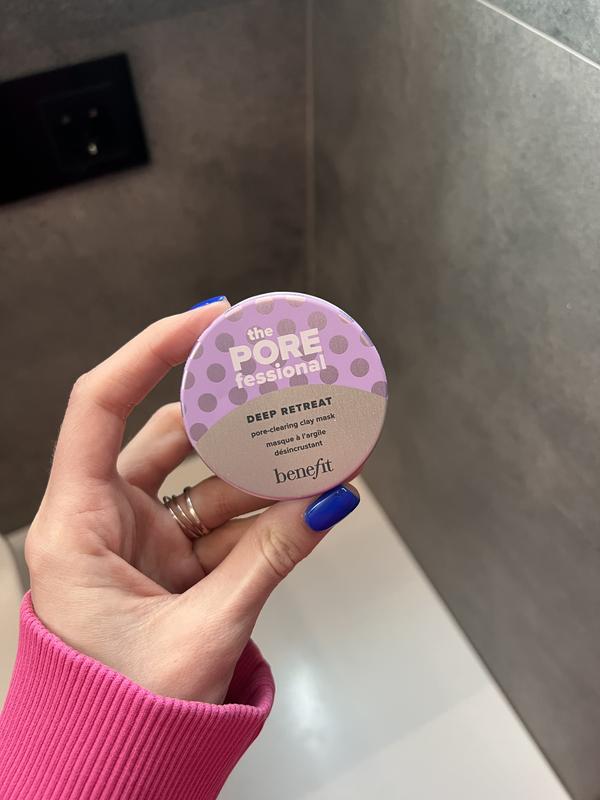 the
PORE
fessional
DEEP RETREAT
pore-clearing clay mask
masque à l'argile
désincrustant
benefit